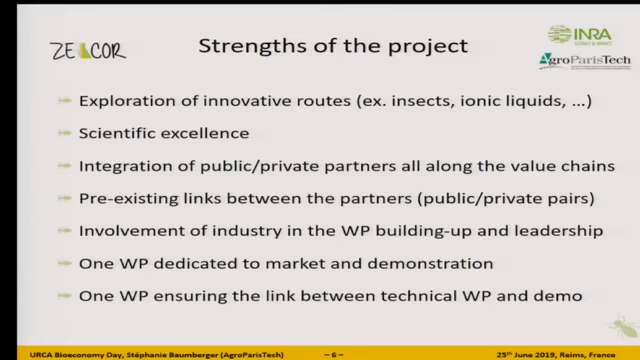 ZELCOR
Strengths of the project
INRA
SCIENCE & IMPACT
AgroParisTech
Exploration of innovative routes (ex. insects, ionic liquids, ...)
Scientific excellence
Integration of public/private partners all along the value chains
Pre-existing links between the partners (public/private pairs)
Involvement of industry in the WP building-up and leadership
One WP dedicated to market and demonstration
One WP ensuring the link between technical WP and demo
URCA Bioeconomy Day, Stéphanie Baumberger (AgroParisTech)
– 6 –
25th June 2019, Reims, France